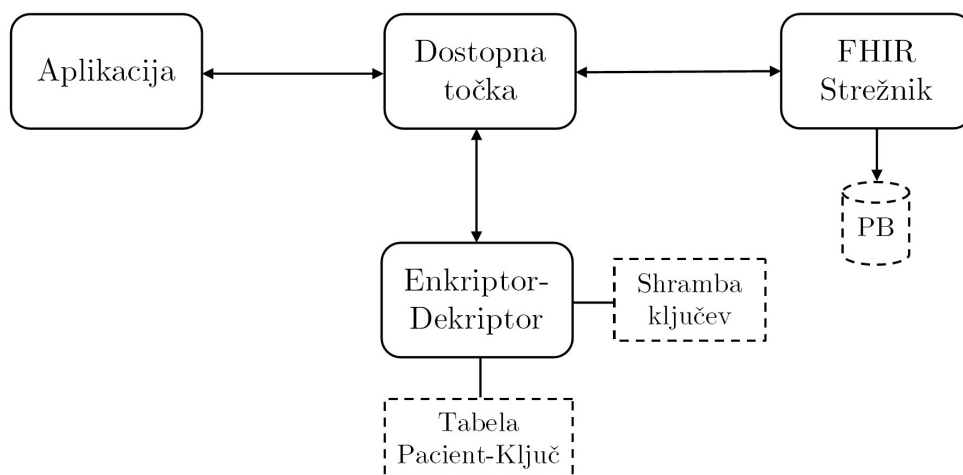 Aplikacija
Dostopna
točka
FHIR
Strežnik
PB
Enkriptor-
Dekriptor
Shramba
ključev
Tabela
Pacient-Ključ